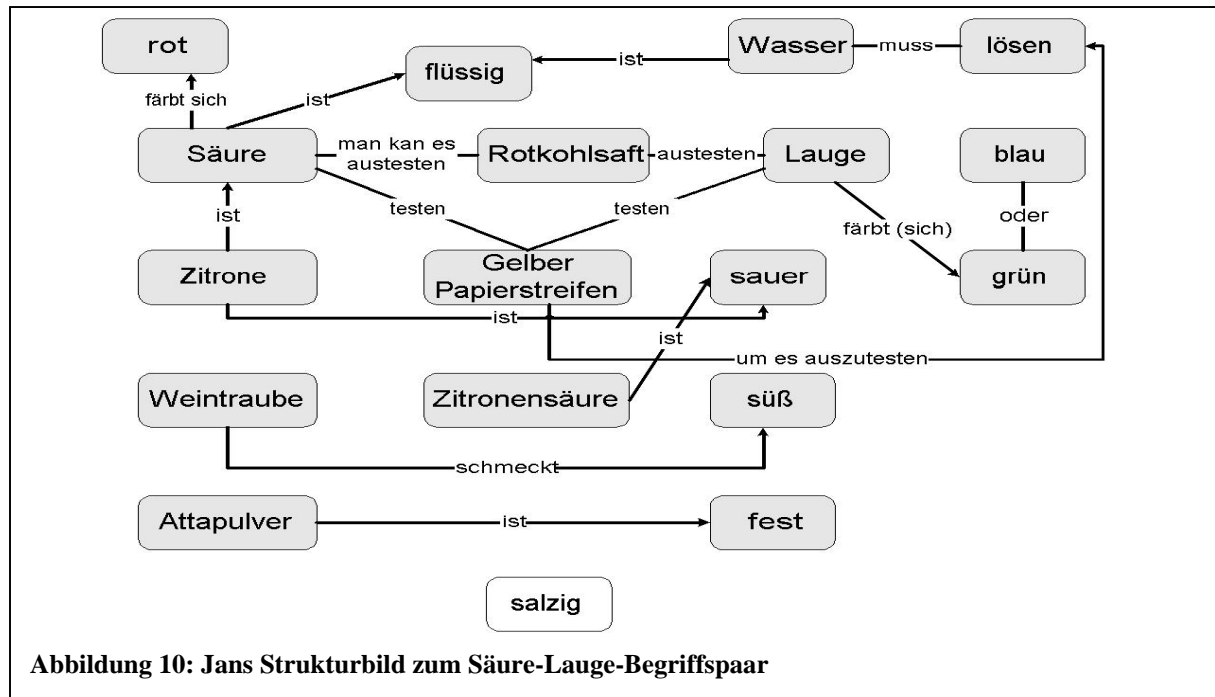 rot
Wasser
muss
lösen
flüssig
ist
färbt sich
ist
Säure
man kan es
austesten
Rotkohlsaft
austesten
Lauge
blau
ist
testen
testen
färbt (sich)
oder
Zitrone
Gelber
Papierstreifen
sauer
grün
ist
ist
um es auszutesten
Weintraube
Zitronensäure
süß
schmeckt
Attapulver
ist
fest
salzig
Abbildung 10: Jans Strukturbild zum Säure-Lauge-Begriffspaar